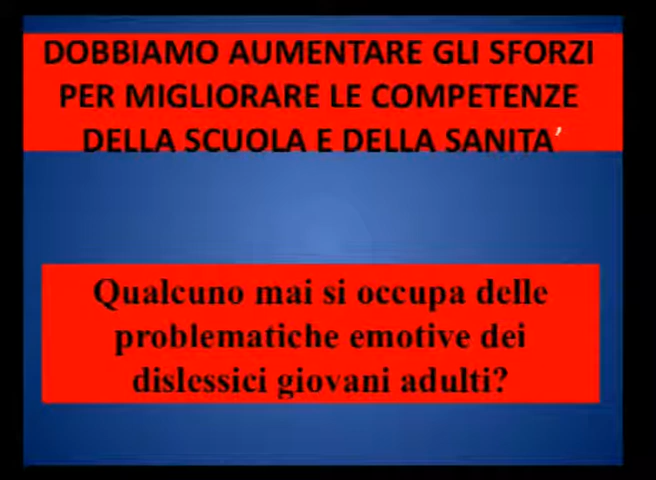 DOBBIAMO AUMENTARE GLI SFORZI
PER MIGLIORARE LE COMPETENZE
DELLA SCUOLA E DELLA SANITA’
Qualcuno mai si occupa delle
problematiche emotive dei
dislessici giovani adulti?